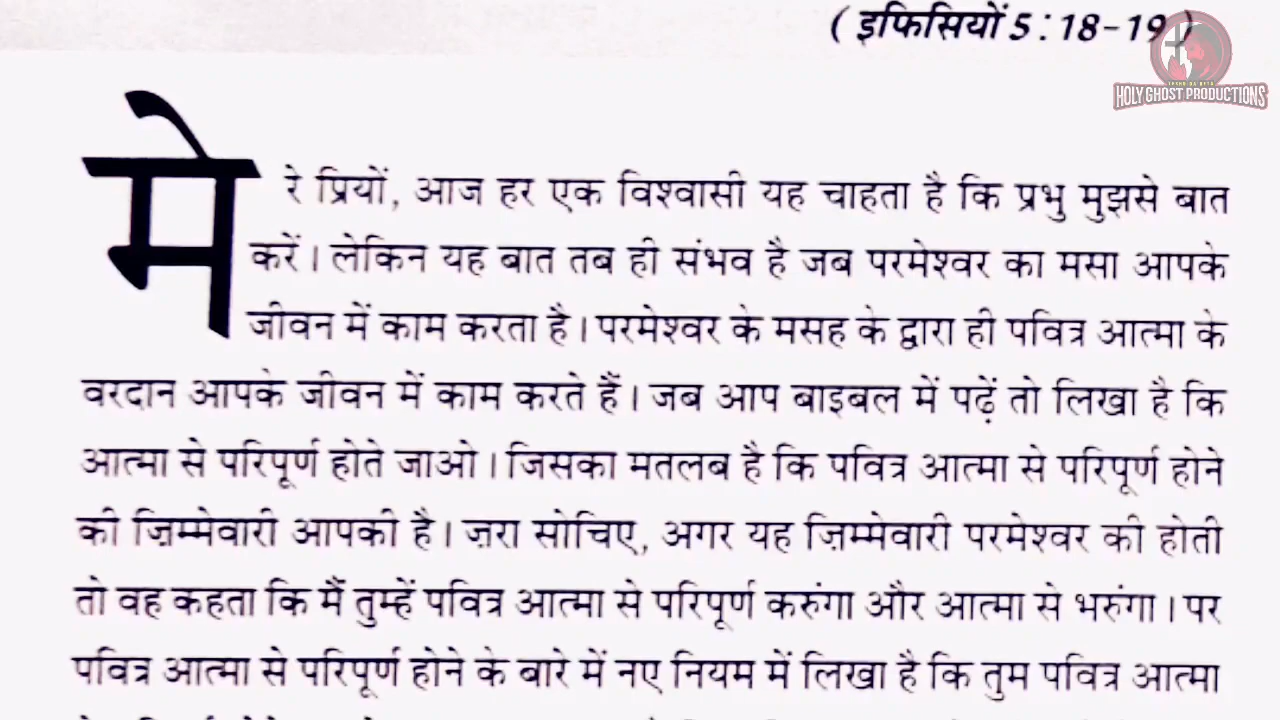 ( इफिसियों 5 : 18-19 )
HOLY GHOST PRODUCTIONS
मेरे प्रियों, आज हर एक विश्वासी यह चाहता है कि प्रभु मुझसे बात
करें। लेकिन यह बात तब ही संभव है जब परमेश्वर का मसा आपके
जीवन में काम करता है। परमेश्वर के मसह के द्वारा ही पवित्र आत्मा के
वरदान आपके जीवन में काम करते हैं। जब आप बाइबल में पढ़ें तो लिखा है कि
आत्मा से परिपूर्ण होते जाओ। जिसका मतलब है कि पवित्र आत्मा से परिपूर्ण होने
की ज़िम्मेवारी आपकी है। ज़रा सोचिए, अगर यह ज़िम्मेवारी परमेश्वर की होती
तो वह कहता कि मैं तुम्हें पवित्र आत्मा से परिपूर्ण करुंगा और आत्मा से भरुंगा। पर
पवित्र आत्मा से परिपूर्ण होने के बारे में नए नियम में लिखा है कि तुम पवित्र आत्मा